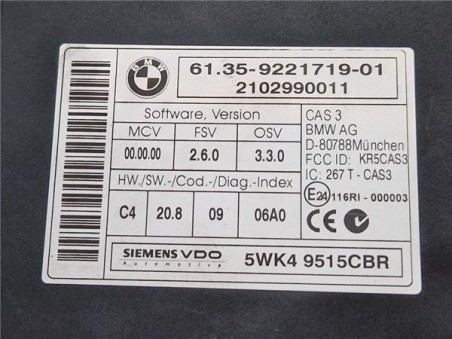 BMW
61.35-9221719-01
2102990011
Software, Version
MCV FSV OSV
00.00.00 2.6.0 3.3.0
HW./SW.-/Cod.-/Diag.-Index
C4 20.8 09 06A0
CAS 3
BMW AG
D-80788München
FCC ID: KR5CAS3
IC: 267 T - CAS3
E24 116RI - 000003
CE
SIEMENS VDO
Automotive
5WK4 9515CBR